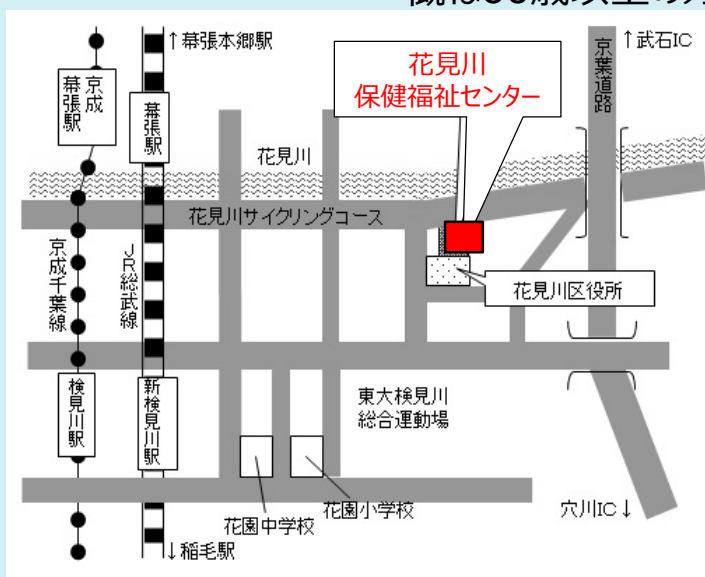 ↑幕張本郷駅
花見川
保健福祉センター
↑武石IC
京葉道路
京成
幕張駅
幕張駅
花見川
花見川サイクリングコース
京成千葉線
JR総武線
花見川区役所
検見川駅
新検見川駅
東大検見川
総合運動場
花園中学校
花園小学校
穴川IC↓
↓稲毛駅